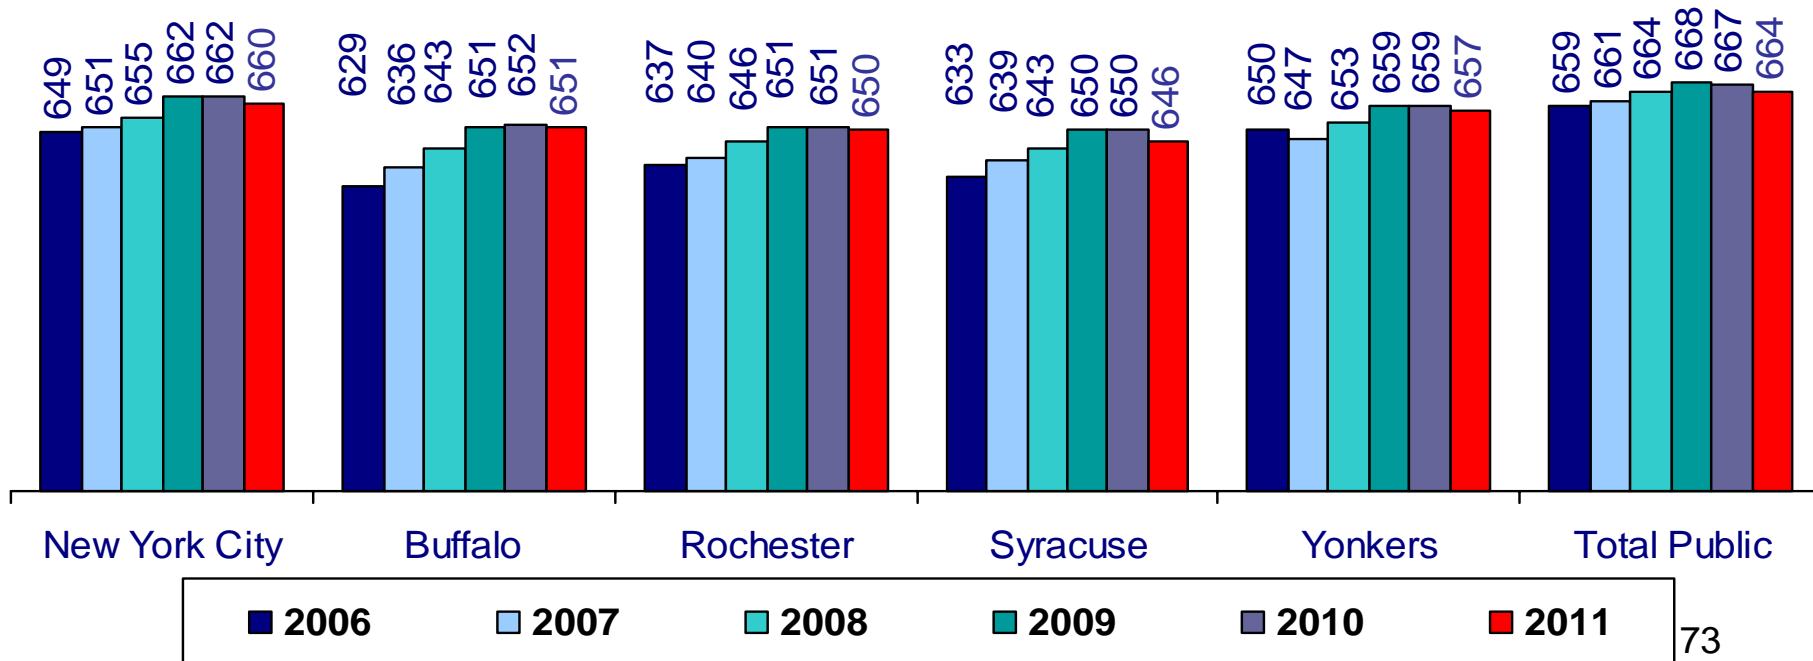 649 651 655 662 662 660 629 636 643 651 652 651 637 640 646 651 651 650 633 639 643 650 650 646 650 647 653 659 659 657 659 661 664 668 667 664
New York City Buffalo Rochester Syracuse Yonkers Total Public
2006 2007 2008 2009 2010 2011
73